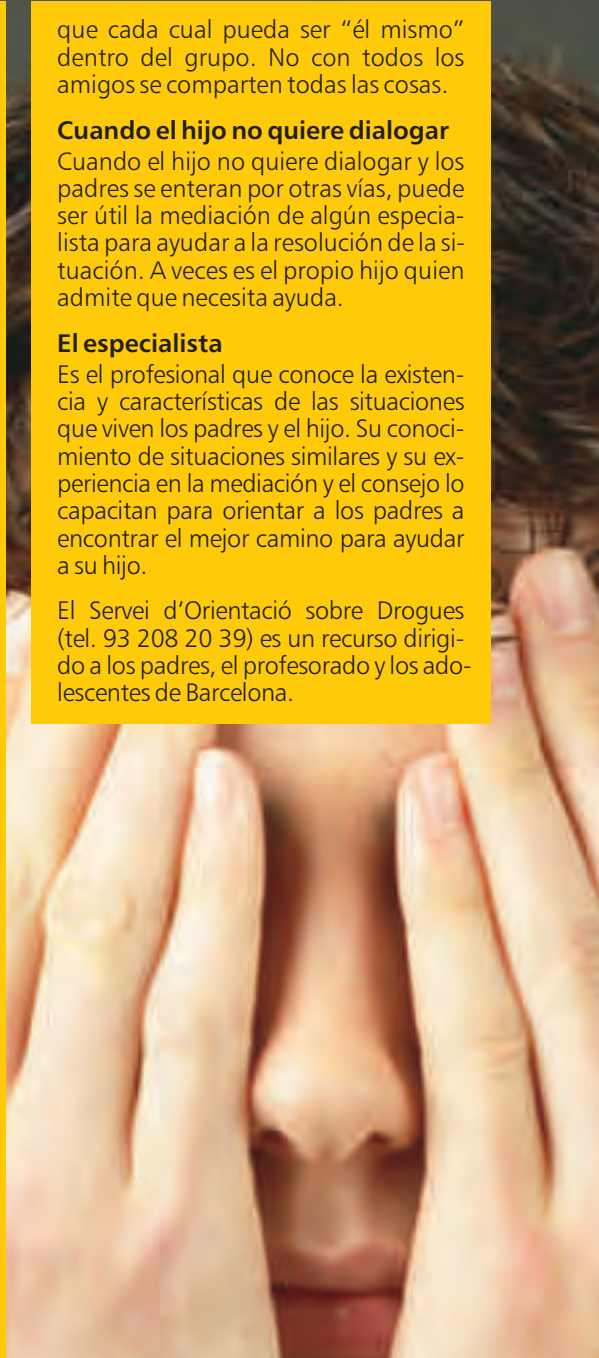 que cada cual pueda ser “él mismo”
dentro del grupo. No con todos los
amigos se comparten todas las cosas.
Cuando el hijo no quiere dialogar
Cuando el hijo no quiere dialogar y los
padres se enteran por otras vías, puede
ser útil la mediación de algún especia-
lista para ayudar a la resolución de la si-
tuación. A veces es el propio hijo quien
admite que necesita ayuda.
El especialista
Es el profesional que conoce la existen-
cia y características de las situaciones
que viven los padres y el hijo. Su conoci-
miento de situaciones similares y su ex-
periencia en la mediación y el consejo lo
capacitan para orientar a los padres a
encontrar el mejor camino para ayudar
a su hijo.
El Servei d’Orientació sobre Drogues
(tel. 93 208 20 39) es un recurso dirigi-
do a los padres, el profesorado y los ado-
lescentes de Barcelona.